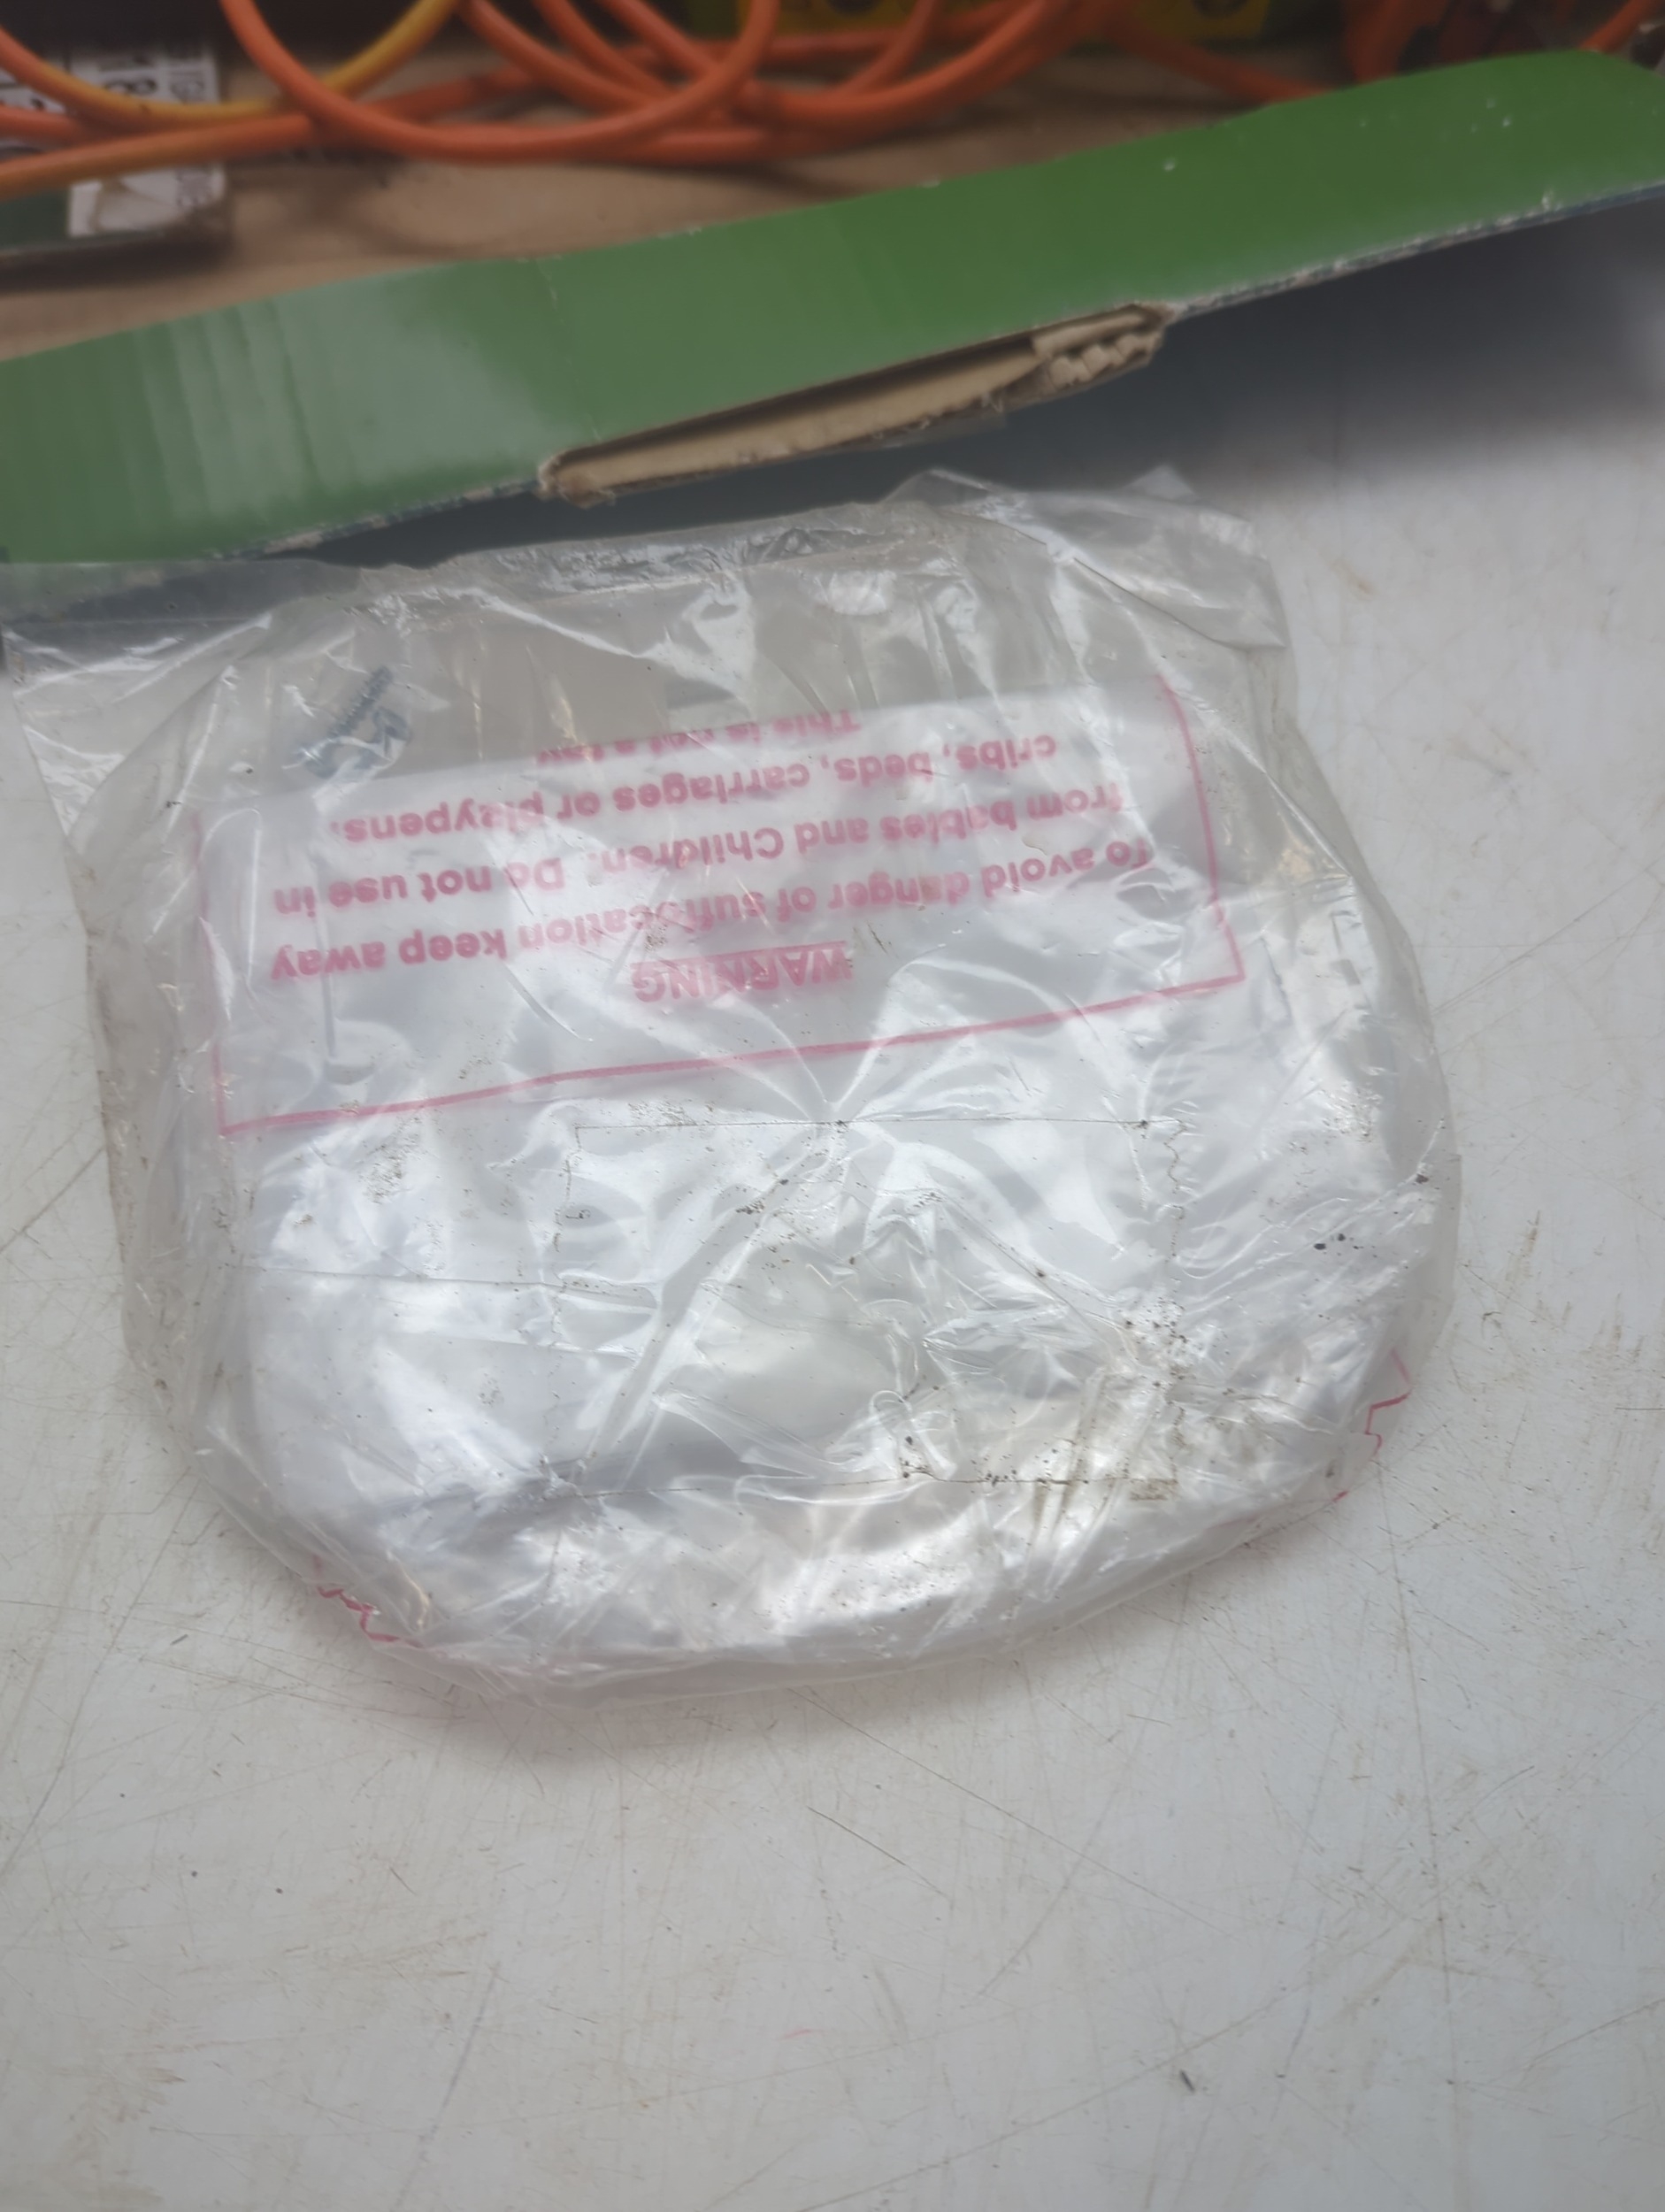 WARNING
To avoid danger of suffocation keep away
from babies and Children. Do not use in
cribs, beds, carriages or playpens.
This is not a